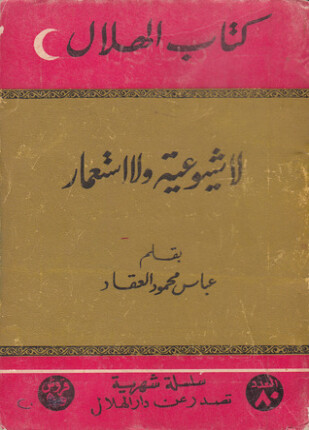 كتاب الهلال
لا شيوعية ولا استعمار
بقلم
عباس محمود العقاد
سلسلة شهرية
تصدر عن دار الهلال
العدد
٨٠